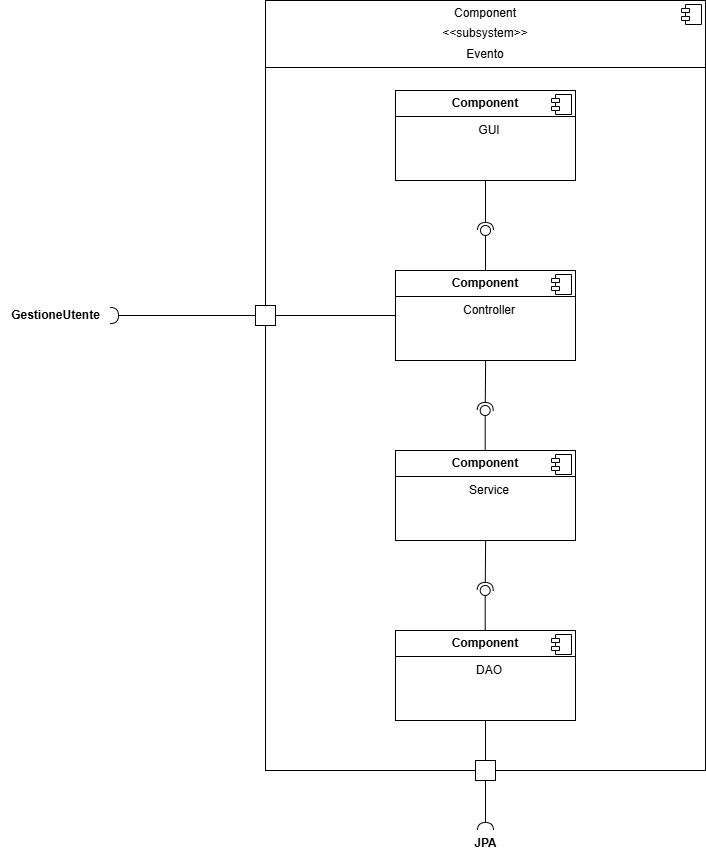 Component
<<subsystem>>
Evento
Component
GUI
Component
GestioneUtente
Controller
Component
Service
Component
DAO
JPA